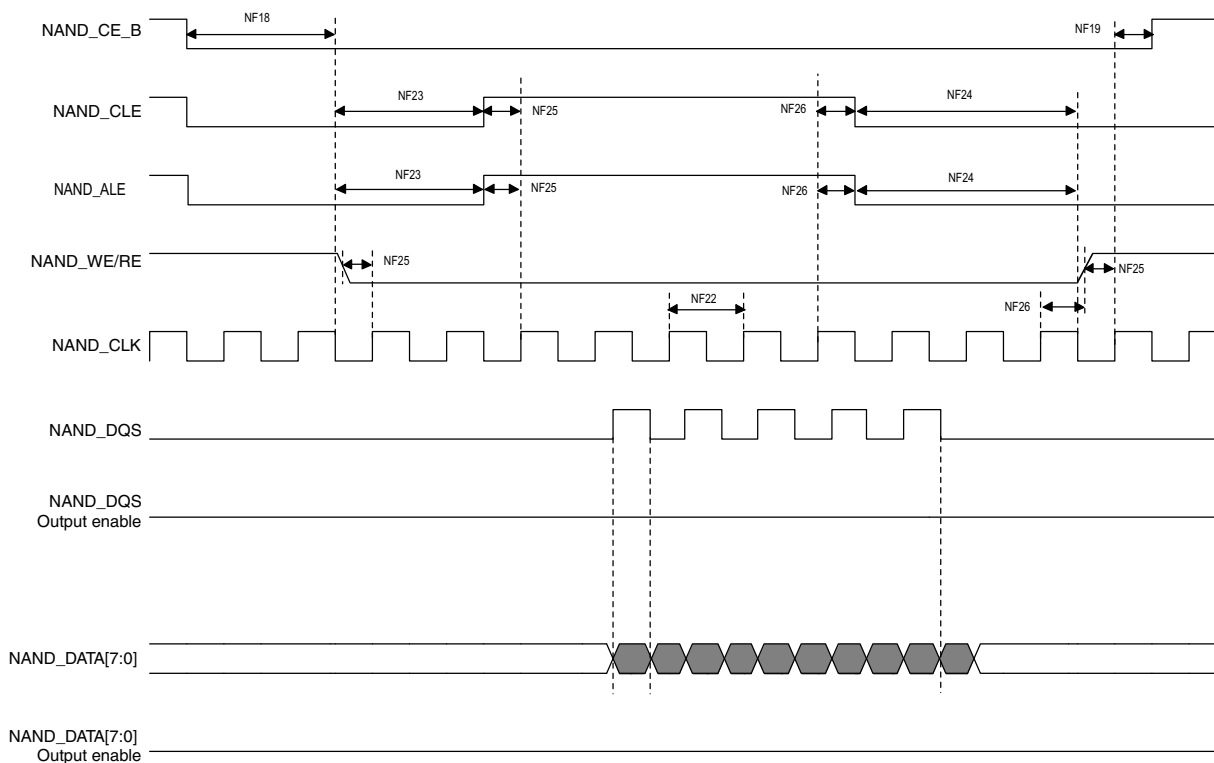 NAND_CE_B
NF18
NF19
NAND_CLE
NF23
NF25
NF26
NF24
NAND_ALE
NF23
NF25
NF26
NF24
NAND_WE/RE
NF25
NF25
NF26
NF22
NAND_CLK
NAND_DQS
NAND_DQS
Output enable
NAND_DATA[7:0]
NAND_DATA[7:0]
Output enable